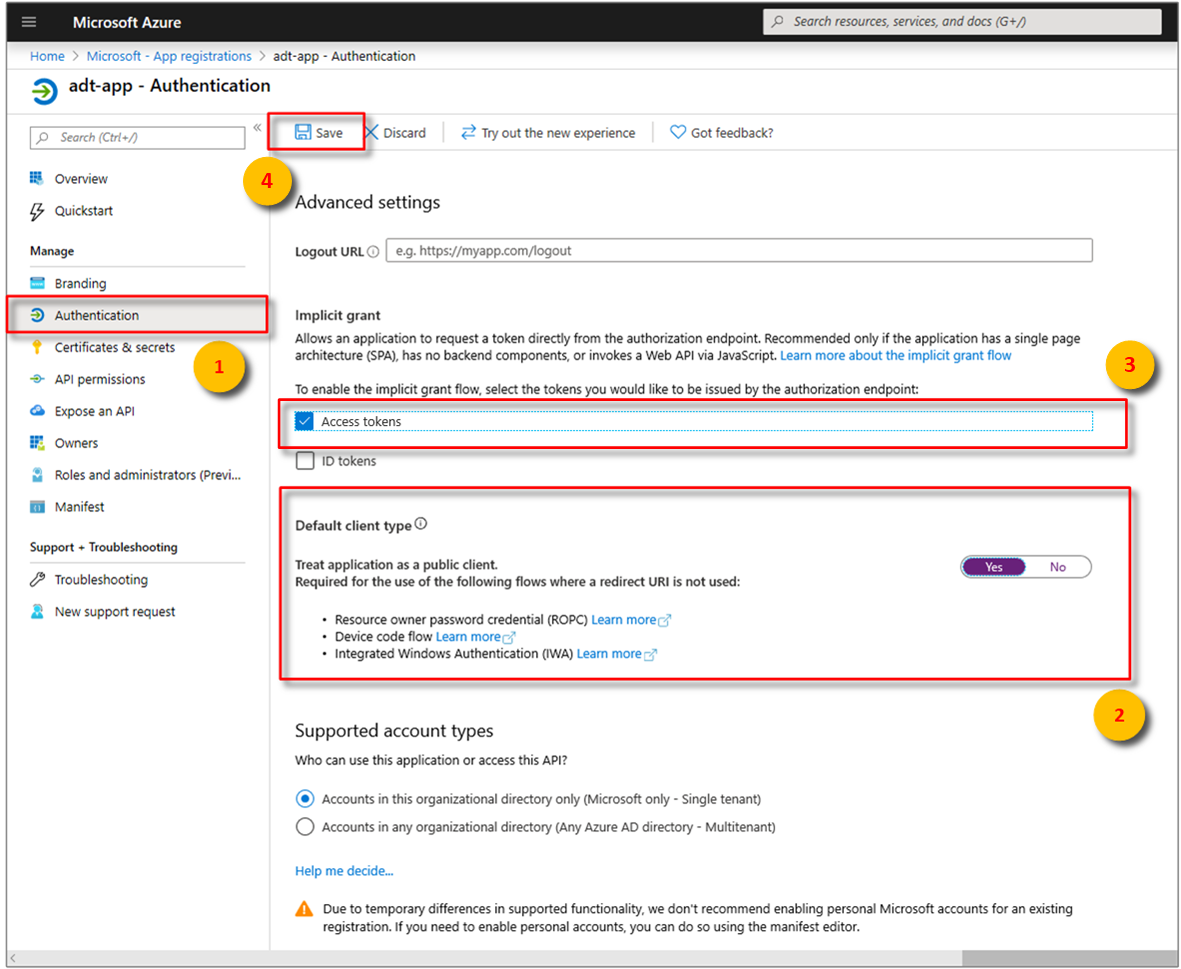 Microsoft Azure
Search resources, services, and docs (G+/)
Home > Microsoft - App registrations > adt-app - Authentication
adt-app - Authentication
Search (Ctrl+/)
«
Save
Discard
Try out the new experience
Got feedback?
4
Overview
Quickstart
Manage
Branding
Authentication
Certificates & secrets
1
API permissions
Expose an API
Owners
Roles and administrators (Previ...
Manifest
Support + Troubleshooting
Troubleshooting
New support request
Advanced settings
Logout URL
e.g. https://myapp.com/logout
Implicit grant
Allows an application to request a token directly from the authorization endpoint. Recommended only if the application has a single page
architecture (SPA), has no backend components, or invokes a Web API via JavaScript. Learn more about the implicit grant flow
3
To enable the implicit grant flow, select the tokens you would like to be issued by the authorization endpoint:
Access tokens
ID tokens
Default client type
Treat application as a public client.
Required for the use of the following flows where a redirect URI is not used:
Yes
No
• Resource owner password credential (ROPC) Learn more
• Device code flow Learn more
• Integrated Windows Authentication (IWA) Learn more
2
Supported account types
Who can use this application or access this API?
Accounts in this organizational directory only (Microsoft only - Single tenant)
Accounts in any organizational directory (Any Azure AD directory - Multitenant)
Help me decide...
Due to temporary differences in supported functionality, we don't recommend enabling personal Microsoft accounts for an existing
registration. If you need to enable personal accounts, you can do so using the manifest editor.